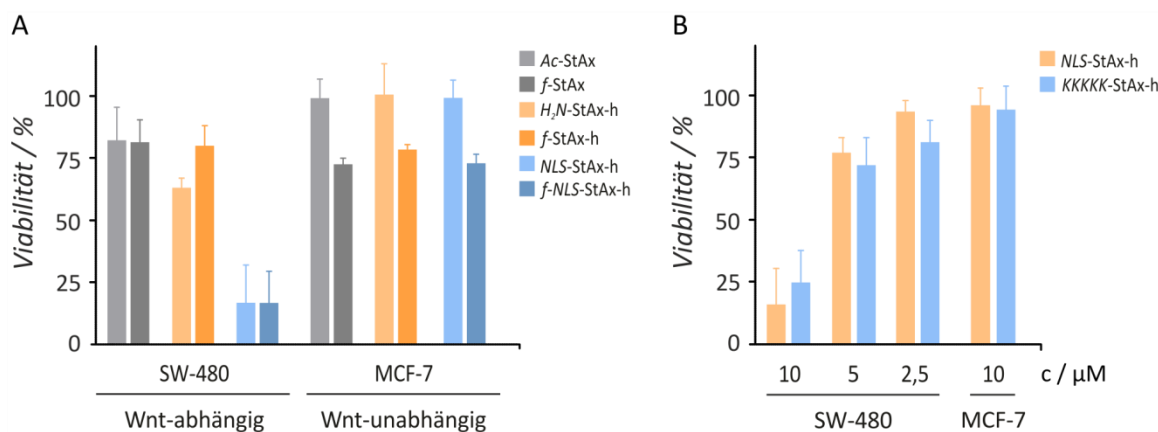 A
Viabilität / %
100
75
50
25
0
Ac-StAx
f-StAx
H₂N-StAx-h
f-StAx-h
NLS-StAx-h
f-NLS-StAx-h
SW-480 MCF-7
Wnt-abhängig Wnt-unabhängig
B
Viabilität / %
100
75
50
25
0
NLS-StAx-h
KKKKK-StAx-h
10 5 2,5 10 c / μM
SW-480 MCF-7